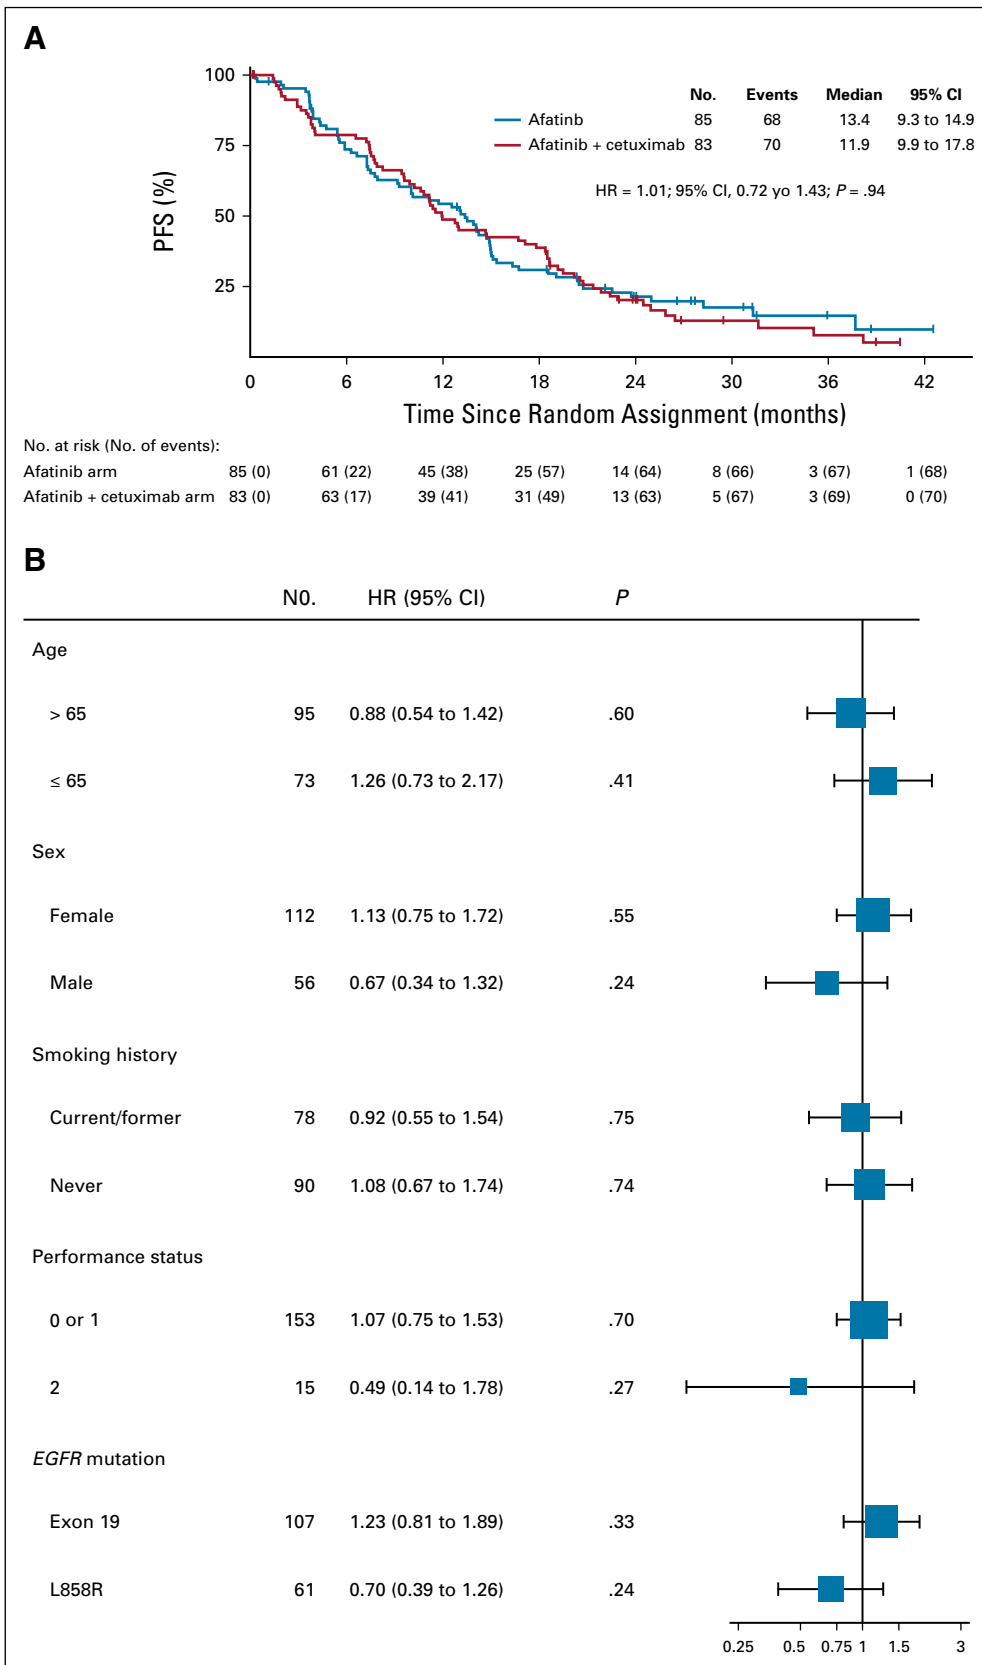 A
No. Events Median 95% CI
Afatinib 85 68 13.4 9.3 to 14.9
Afatinib + cetuximab 83 70 11.9 9.9 to 17.8
HR = 1.01; 95% CI, 0.72 yo 1.43; P = .94
PFS (%)
100
75
50
25
0 6 12 18 24 30 36 42
Time Since Random Assignment (months)
No. at risk (No. of events):
Afatinib arm 85 (0) 61 (22) 45 (38) 25 (57) 14 (64) 8 (66) 3 (67) 1 (68)
Afatinib + cetuximab arm 83 (0) 63 (17) 39 (41) 31 (49) 13 (63) 5 (67) 3 (69) 0 (70)
B
N0. HR (95% CI) P
Age
> 65 95 0.88 (0.54 to 1.42) .60
≤ 65 73 1.26 (0.73 to 2.17) .41
Sex
Female 112 1.13 (0.75 to 1.72) .55
Male 56 0.67 (0.34 to 1.32) .24
Smoking history
Current/former 78 0.92 (0.55 to 1.54) .75
Never 90 1.08 (0.67 to 1.74) .74
Performance status
0 or 1 153 1.07 (0.75 to 1.53) .70
2 15 0.49 (0.14 to 1.78) .27
EGFR mutation
Exon 19 107 1.23 (0.81 to 1.89) .33
L858R 61 0.70 (0.39 to 1.26) .24
0.25 0.5 0.75 1 1.5 3